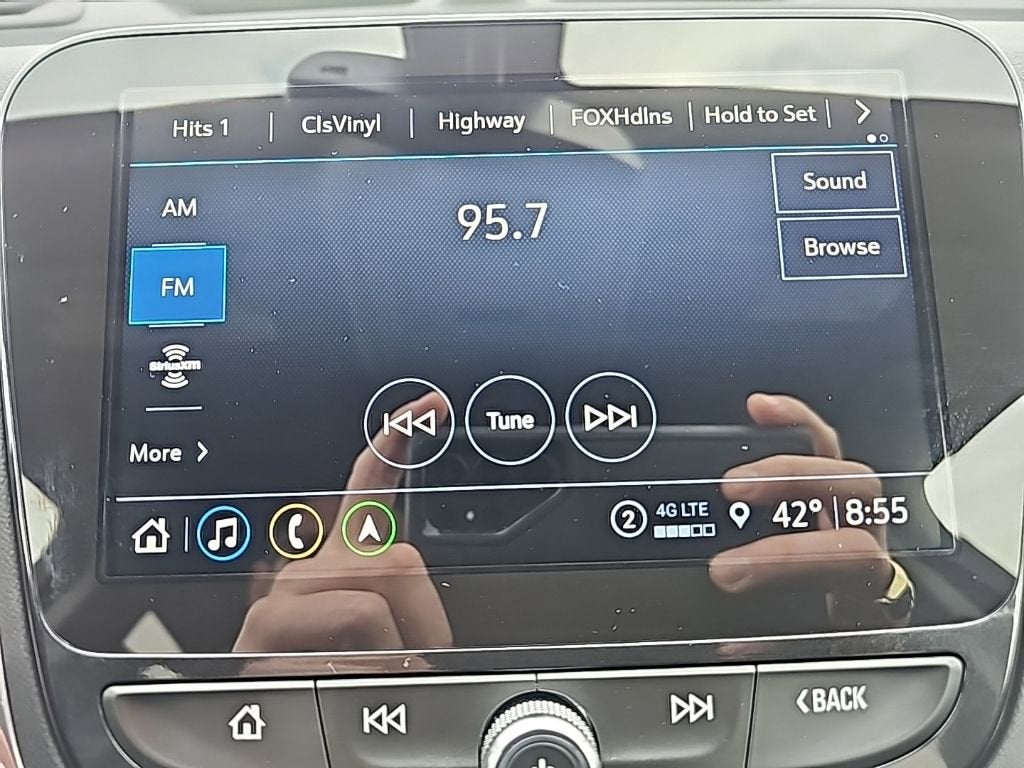 Hits 1 ClsVinyl Highway FOXHdlns Hold to Set
AM
95.7
Sound
Browse
FM
SiriusXM
Tune
More
2 4G LTE 42° 8:55
BACK